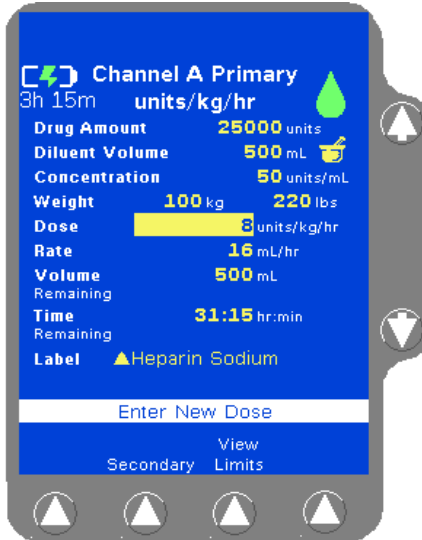 Channel A Primary
3h 15m units/kg/hr
Drug Amount 25000 units
Diluent Volume 500 mL
Concentration 50 units/mL
Weight 100 kg 220 lbs
Dose 8 units/kg/hr
Rate 16 mL/hr
Volume 500 mL
Remaining
Time 31:15 hr:min
Remaining
Label Heparin Sodium
Enter New Dose
View
Secondary Limits